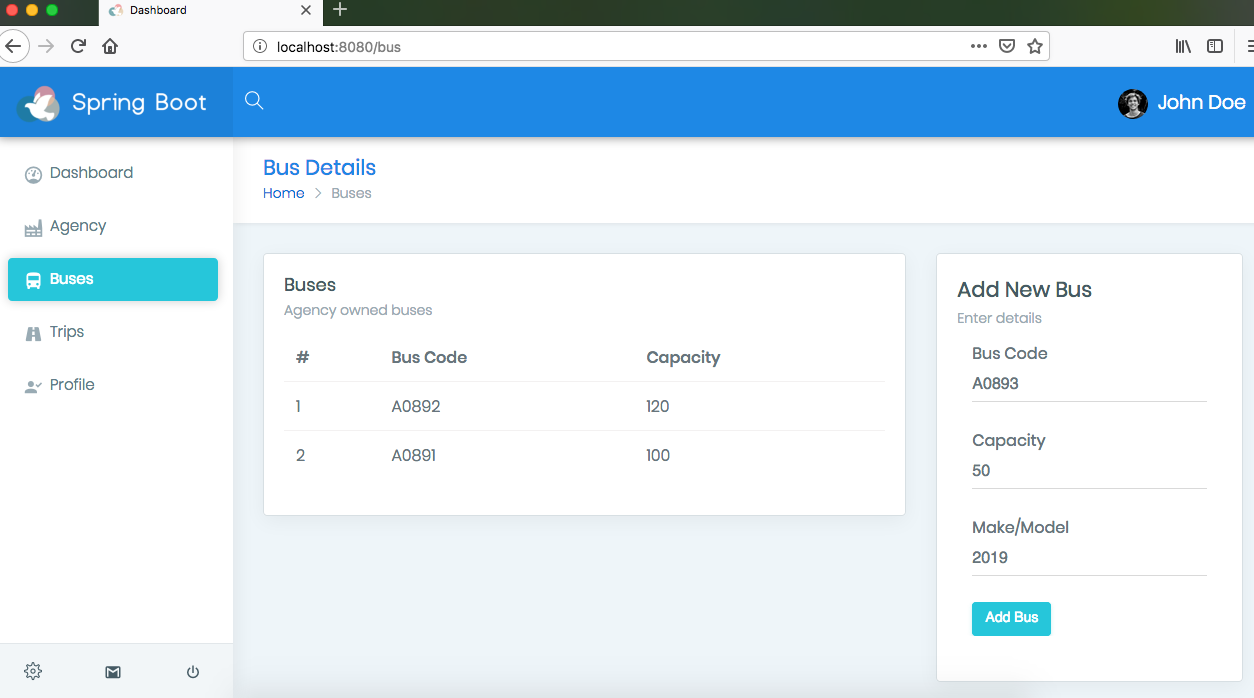 Dashboard
localhost:8080/bus
Spring Boot
John Doe
Dashboard
Agency
Buses
Trips
Profile
Bus Details
Home > Buses
Buses
Agency owned buses
# Bus Code Capacity
1 A0892 120
2 A0891 100
Add New Bus
Enter details
Bus Code
A0893
Capacity
50
Make/Model
2019
Add Bus